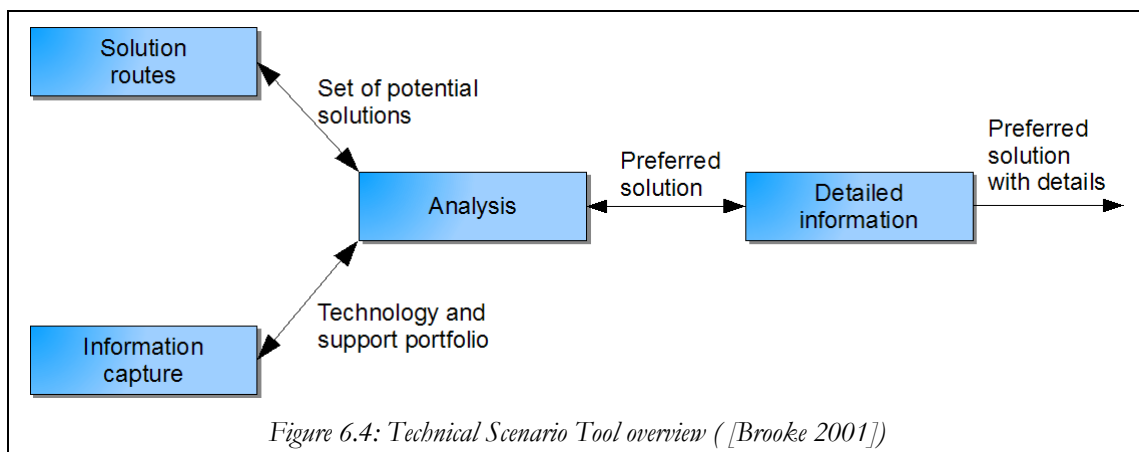 Solution
routes
Set of potential
solutions
Analysis
Preferred
solution
Detailed
information
Preferred
solution
with details
Technology and
support portfolio
Information
capture
Figure 6.4: Technical Scenario Tool overview ( [Brooke 2001])